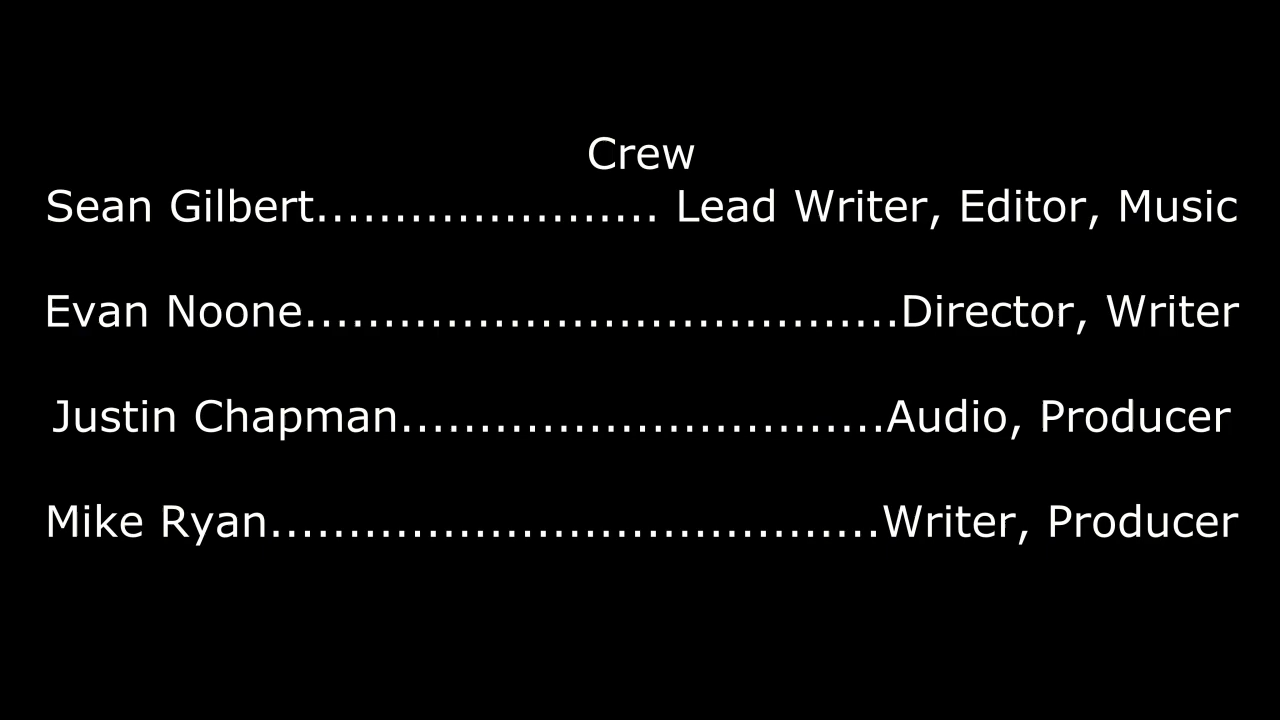 Crew
Sean Gilbert...................... Lead Writer, Editor, Music
Evan Noone......................................Director, Writer
Justin Chapman...............................Audio, Producer
Mike Ryan.......................................Writer, Producer